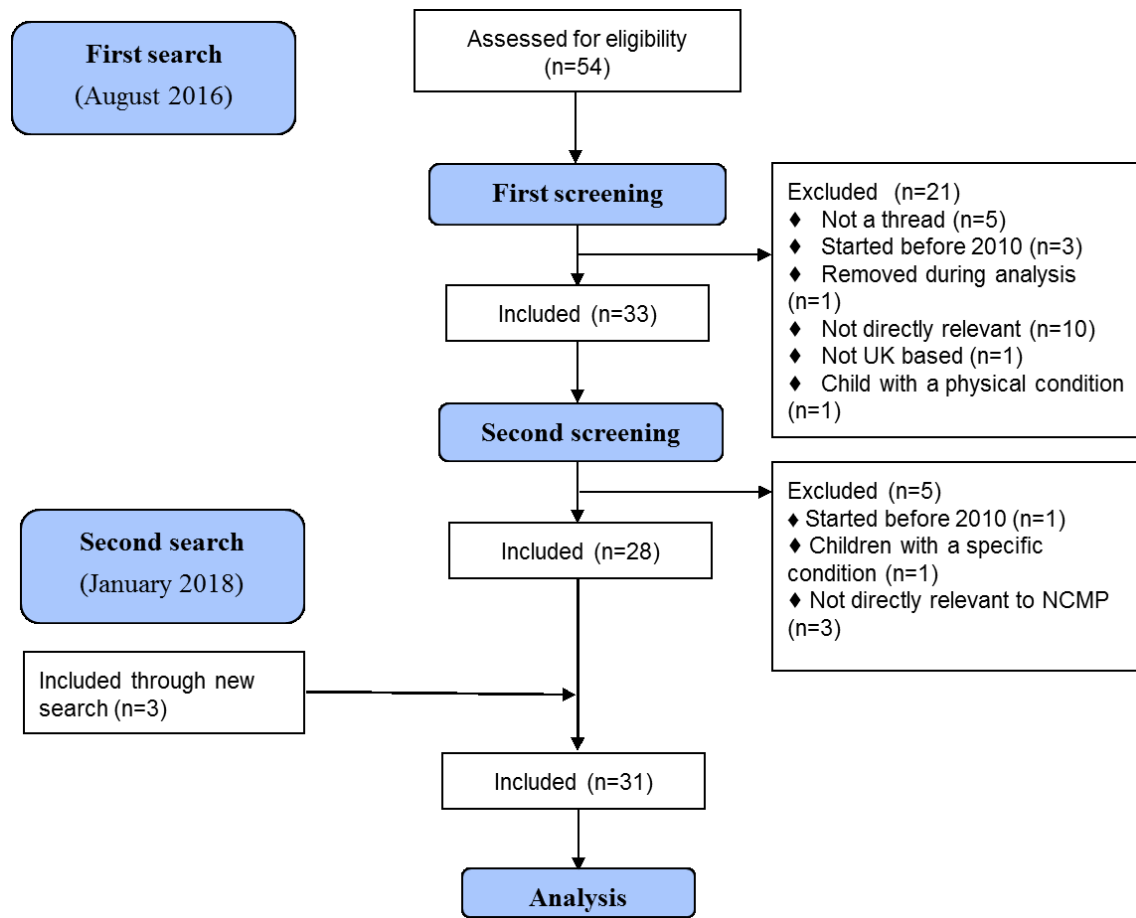 First search
(August 2016)
Assessed for eligibility
(n=54)
First screening
Excluded (n=21)
♦ Not a thread (n=5)
♦ Started before 2010 (n=3)
♦ Removed during analysis
(n=1)
♦ Not directly relevant (n=10)
♦ Not UK based (n=1)
♦ Child with a physical condition
(n=1)
Included (n=33)
Second screening
Excluded (n=5)
♦ Started before 2010 (n=1)
♦ Children with a specific
condition (n=1)
♦ Not directly relevant to NCMP
(n=3)
Second search
(January 2018)
Included (n=28)
Included through new
search (n=3)
Included (n=31)
Analysis